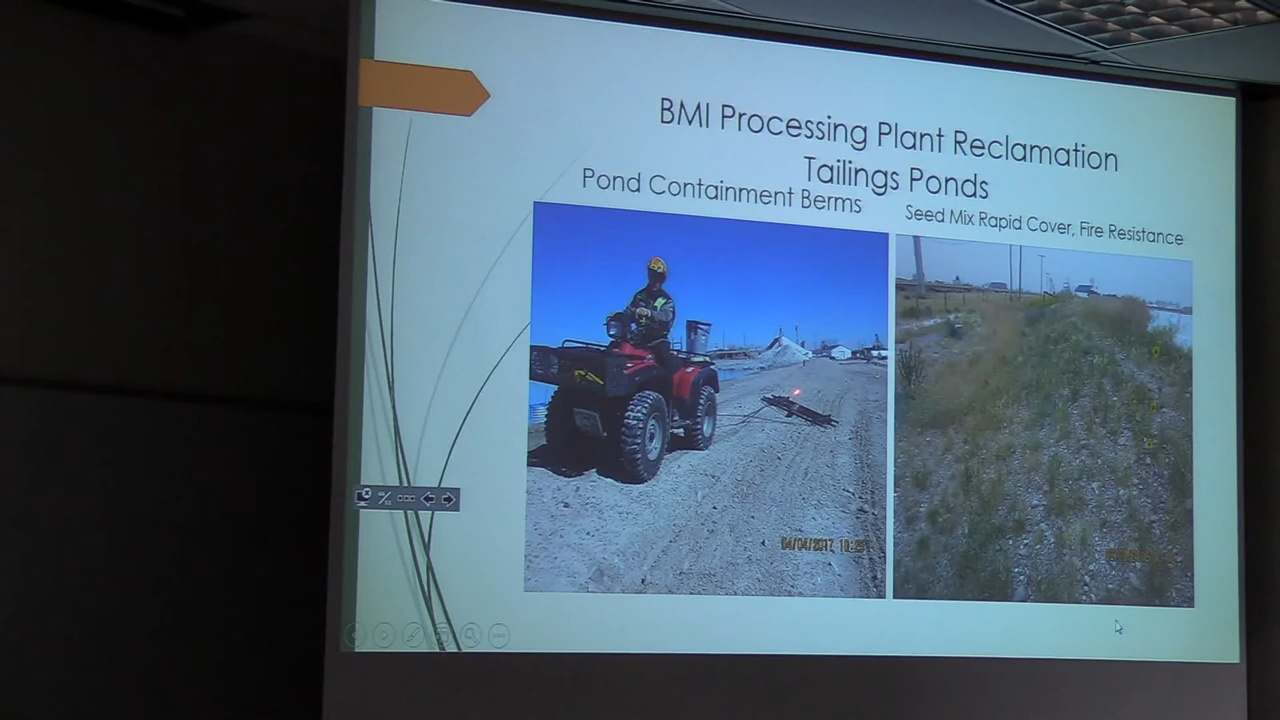 BMI Processing Plant Reclamation
Tailings Ponds
Pond Containment Berms
Seed Mix Rapid Cover, Fire Resistance
04/04/2017